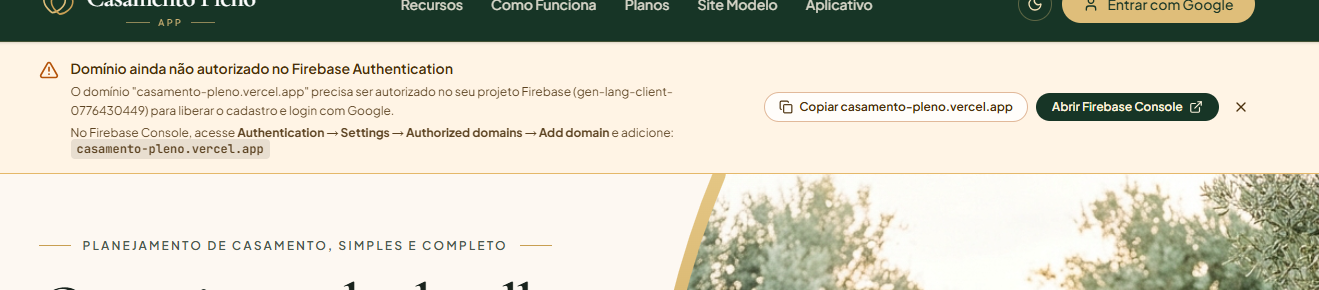 Casamento Pleno
APP
Recursos Como Funciona Planos Site Modelo Aplicativo Entrar com Google
Domínio ainda não autorizado no Firebase Authentication
O domínio "casamento-pleno.vercel.app" precisa ser autorizado no seu projeto Firebase (gen-lang-client-
0776430449) para liberar o cadastro e login com Google.
No Firebase Console, acesse Authentication → Settings → Authorized domains → Add domain e adicione:
casamento-pleno.vercel.app
Copiar casamento-pleno.vercel.app Abrir Firebase Console
PLANEJAMENTO DE CASAMENTO, SIMPLES E COMPLETO